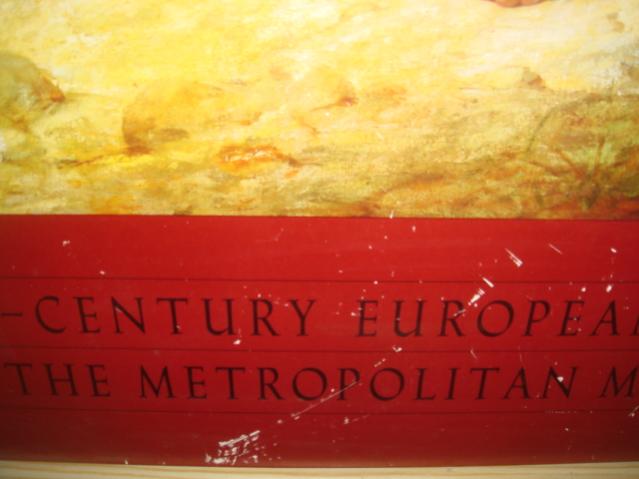 -CENTURY EUROPEA
THE METROPOLITAN M